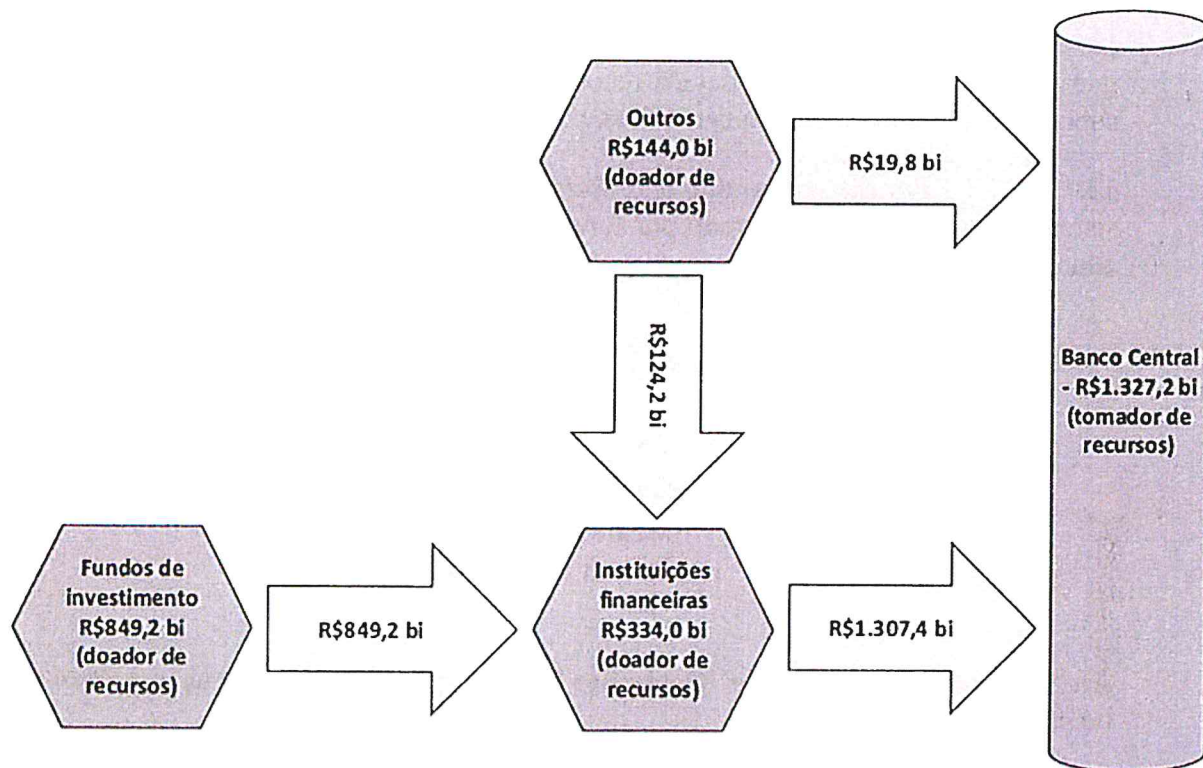 Outros
R$144,0 bi
(doador de
recursos)
R$19,8 bi
R$124,2 bi
Banco Central
- R$1.327,2 bi
(tomador de
recursos)
Fundos de
investimento
R$849,2 bi
(doador de
recursos)
R$849,2 bi
Instituições
financeiras
R$334,0 bi
(doador de
recursos)
R$1.307,4 bi